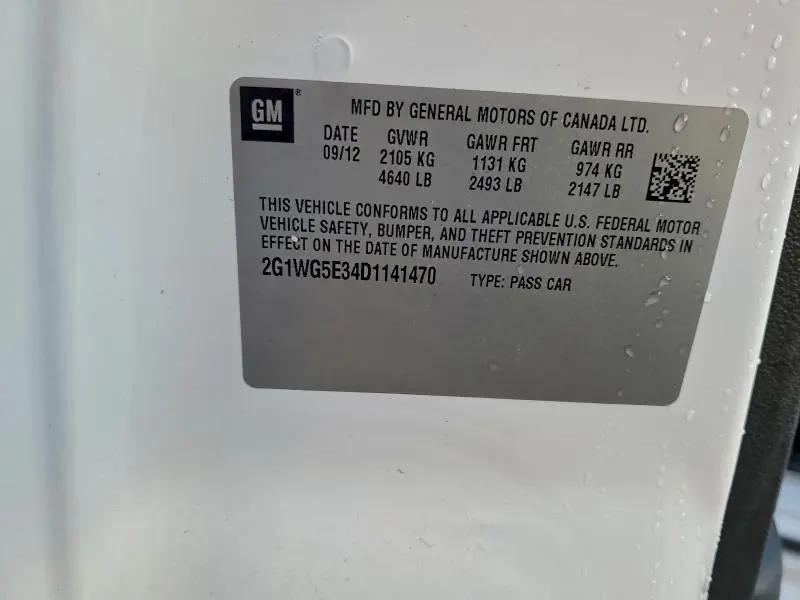 GM ®
MFD BY GENERAL MOTORS OF CANADA LTD.
DATE GVWR GAWR FRT GAWR RR
09/12 2105 KG 1131 KG 974 KG
4640 LB 2493 LB 2147 LB
THIS VEHICLE CONFORMS TO ALL APPLICABLE U.S. FEDERAL MOTOR
VEHICLE SAFETY, BUMPER, AND THEFT PREVENTION STANDARDS IN
EFFECT ON THE DATE OF MANUFACTURE SHOWN ABOVE.
2G1WG5E34D1141470 TYPE: PASS CAR